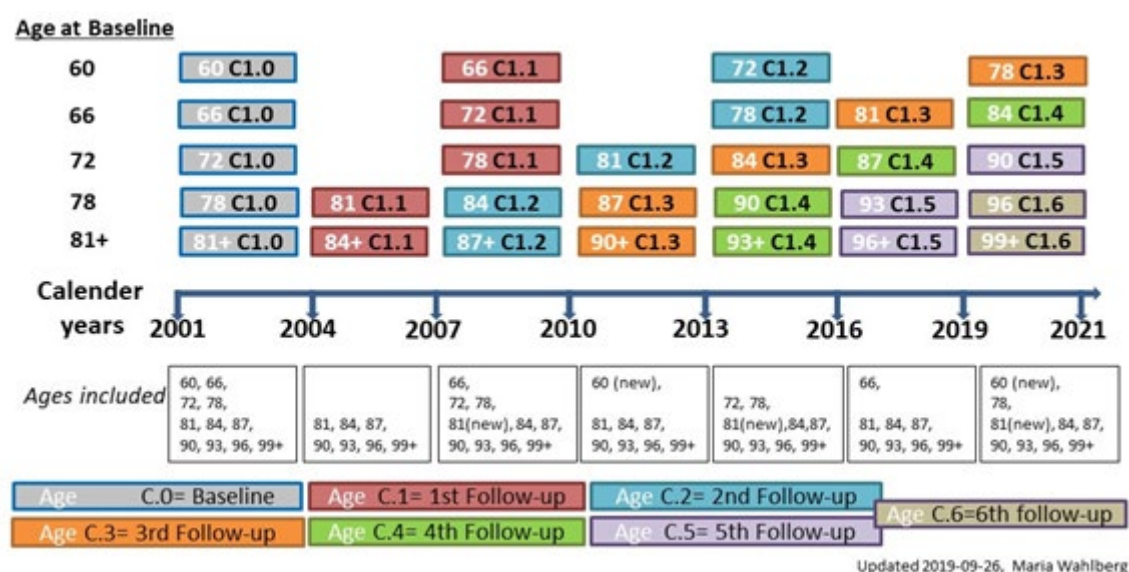 Age at Baseline
60 60 C1.0 66 C1.1 72 C1.2 78 C1.3
66 66 C1.0 72 C1.1 78 C1.2 81 C1.3 84 C1.4
72 72 C1.0 78 C1.1 81 C1.2 84 C1.3 87 C1.4 90 C1.5
78 78 C1.0 81 C1.1 84 C1.2 87 C1.3 90 C1.4 93 C1.5 96 C1.6
81+ 81+ C1.0 84+ C1.1 87+ C1.2 90+ C1.3 93+ C1.4 96+ C1.5 99+ C1.6
Calender
years 2001 2004 2007 2010 2013 2016 2019 2021
Ages included
60, 66,
72, 78,
81, 84, 87,
90, 93, 96, 99+
81, 84, 87,
90, 93, 96, 99+
66,
72, 78,
81(new), 84, 87,
90, 93, 96, 99+
60 (new),
81, 84, 87,
90, 93, 96, 99+
72, 78,
81(new),84,87,
90, 93, 96, 99+
66,
81, 84, 87,
90, 93, 96, 99+
60 (new),
78,
81(new), 84, 87,
90, 93, 96, 99+
Age C.0= Baseline Age C.1= 1st Follow-up Age C.2= 2nd Follow-up
Age C.6=6th follow-up
Age C.3= 3rd Follow-up Age C.4= 4th Follow-up Age C.5= 5th Follow-up
Updated 2019-09-26, Maria Wahlberg